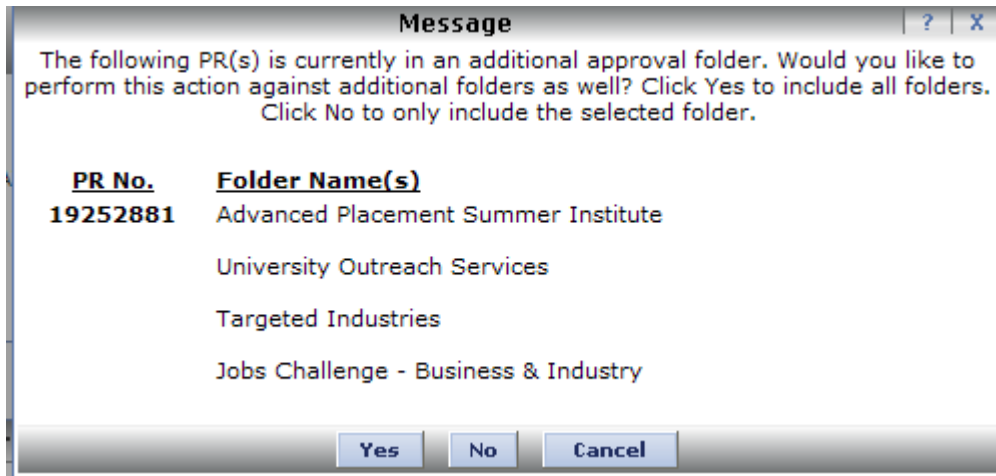 Message ? X
The following PR(s) is currently in an additional approval folder. Would you like to
perform this action against additional folders as well? Click Yes to include all folders.
Click No to only include the selected folder.
PR No. Folder Name(s)
19252881 Advanced Placement Summer Institute
University Outreach Services
Targeted Industries
Jobs Challenge - Business & Industry
Yes No Cancel